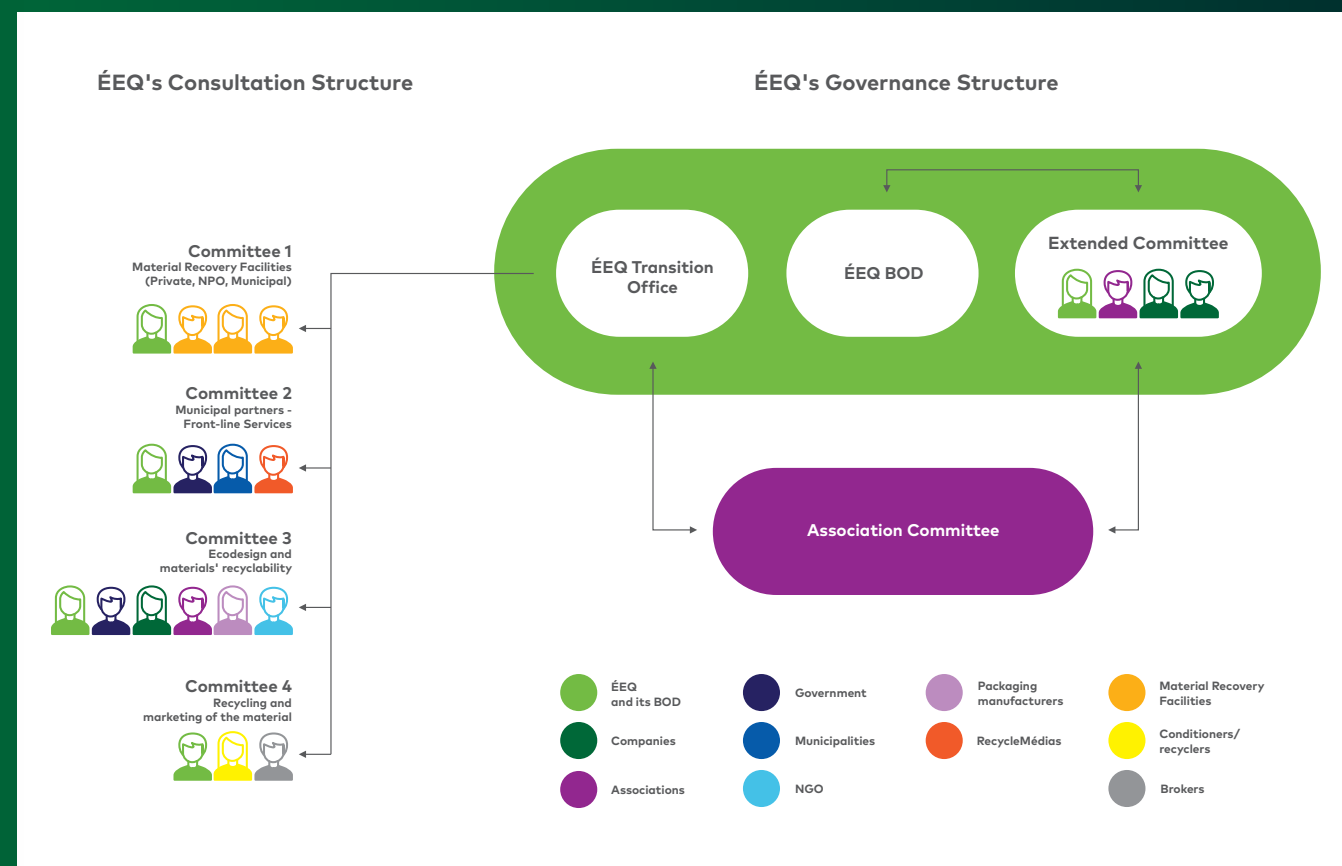 ÉEQ's Consultation Structure
ÉEQ's Governance Structure
Committee 1
Material Recovery Facilities
(Private, NPO, Municipal)
Committee 2
Municipal partners -
Front-line Services
Committee 3
Ecodesign and
materials' recyclability
Committee 4
Recycling and
marketing of the material
ÉEQ Transition
Office
ÉEQ BOD
Extended Committee
Association Committee
ÉEQ
and its BOD
Companies
Associations
Government
Municipalities
NGO
Packaging
manufacturers
RecycleMédias
Material Recovery
Facilities
Conditioners/
recyclers
Brokers